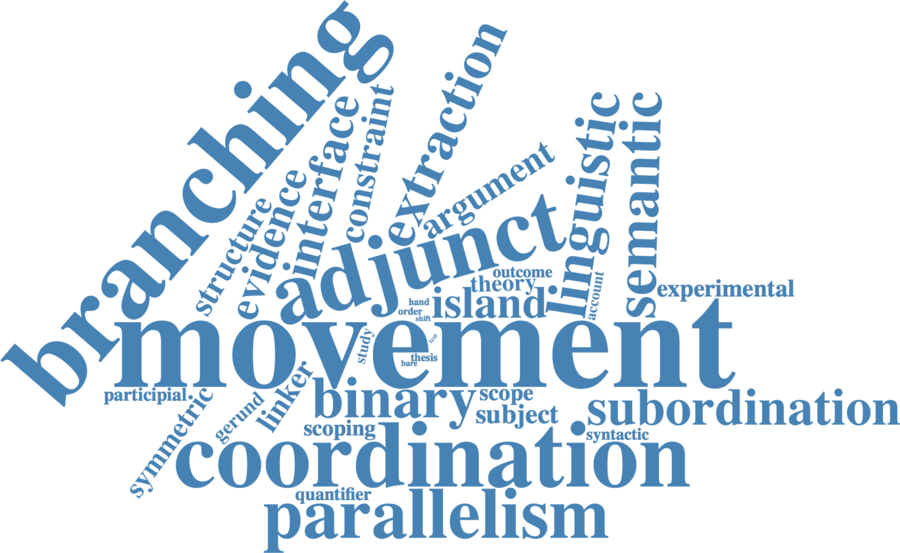 branching
extraction
interface
constraint
linguistic
semantic
evidence
structure
argument
adjunct
outcome
theory
experimental
account
hand
island
order
shift
movement
study
test
thesis
bare
participial
symmetric
gerund
linker
binary
scope
subject
subordination
scoping
syntactic
coordination
quantifier
parallelism